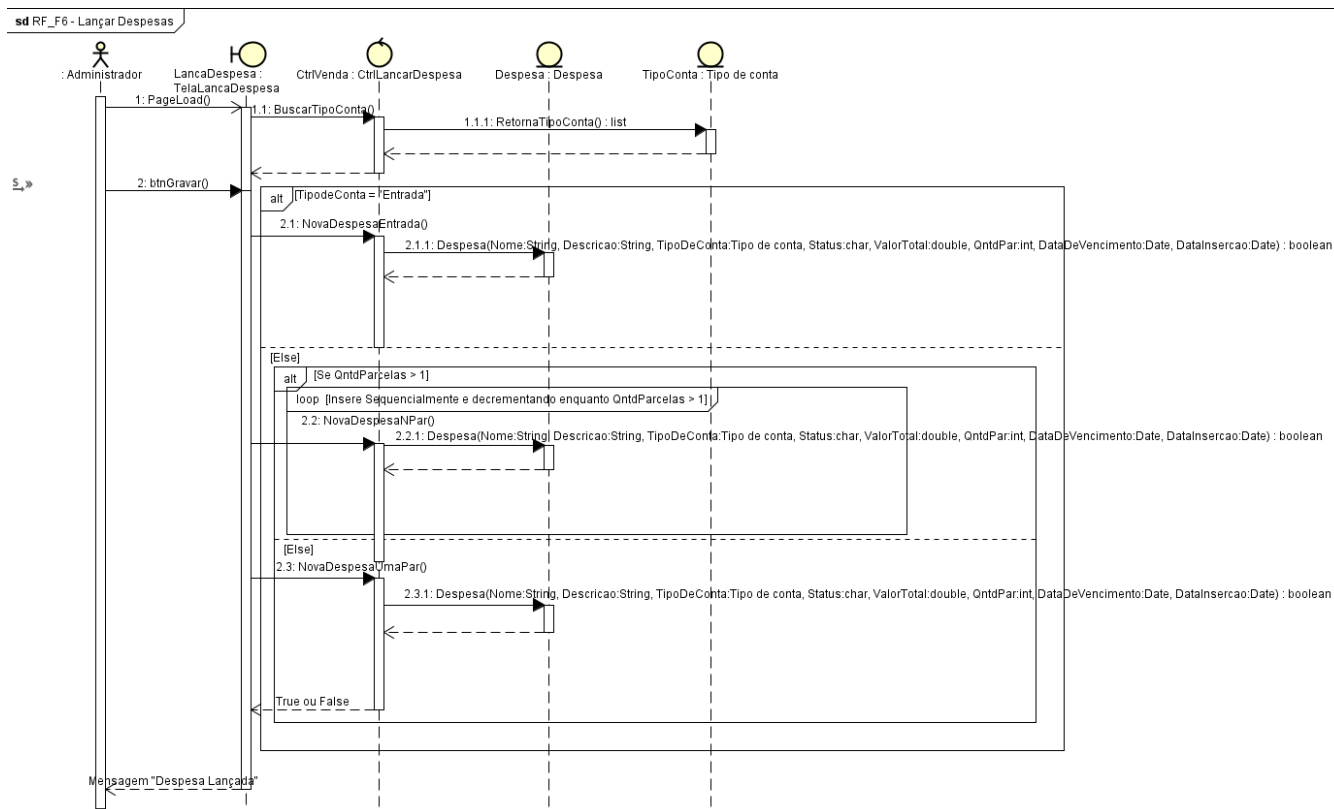 sd RF_F6 - Lançar Despesas
: Administrador
LancaDespesa :
TelaLancaDespesa
CtrlVenda : CtrlLancarDespesa
Despesa : Despesa
TipoConta : Tipo de conta
1: PageLoad()
1.1: BuscarTipoConta()
1.1.1: RetornaTipoConta() : list
S
2: btnGravar()
alt [TipodeConta = "Entrada"]
2.1: NovaDespesaEntrada()
2.1.1: Despesa(Nome:String, Descricao:String, TipoDeConta:Tipo de conta, Status:char, ValorTotal:double, QntdPar:int, DataDeVencimento:Date, DataInsercao:Date) : boolean
[Else]
alt [Se QntdParcelas > 1]
loop [Insere Sequencialmente e decrementando enquanto QntdParcelas > 1]
2.2: NovaDespesaNPar()
2.2.1: Despesa(Nome:String, Descricao:String, TipoDeConta:Tipo de conta, Status:char, ValorTotal:double, QntdPar:int, DataDeVencimento:Date, DataInsercao:Date) : boolean
[Else]
2.3: NovaDespesaUmaPar()
2.3.1: Despesa(Nome:String, Descricao:String, TipoDeConta:Tipo de conta, Status:char, ValorTotal:double, QntdPar:int, DataDeVencimento:Date, DataInsercao:Date) : boolean
True ou False
Mensagem "Despesa Lançada"